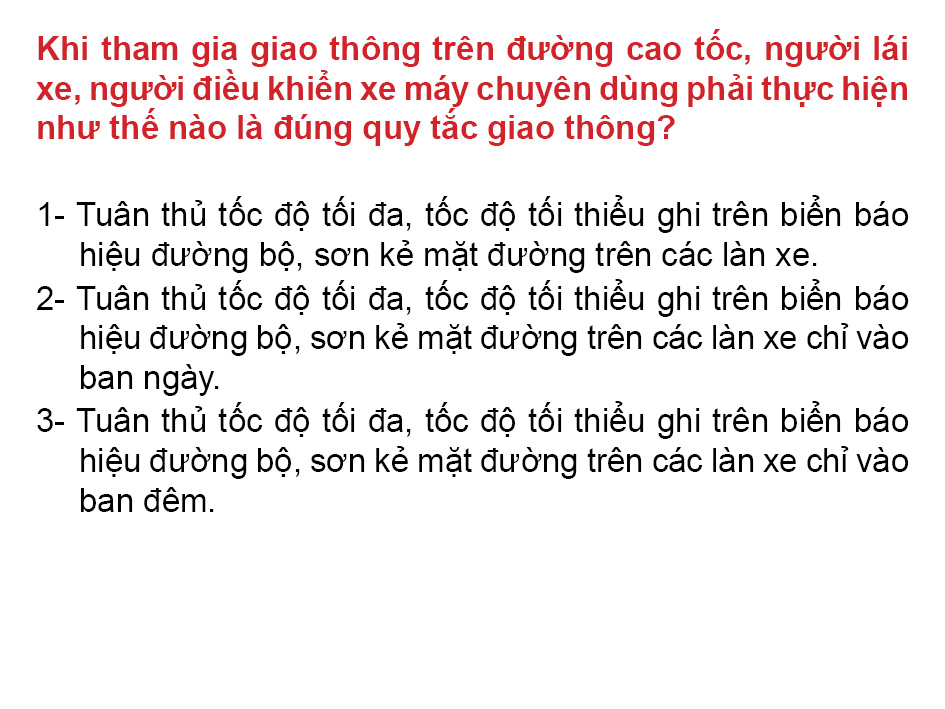 Khi tham gia giao thông trên đường cao tốc, người lái
xe, người điều khiển xe máy chuyên dùng phải thực hiện
như thế nào là đúng quy tắc giao thông?
1- Tuân thủ tốc độ tối đa, tốc độ tối thiểu ghi trên biển báo
hiệu đường bộ, sơn kẻ mặt đường trên các làn xe.
2- Tuân thủ tốc độ tối đa, tốc độ tối thiểu ghi trên biển báo
hiệu đường bộ, sơn kẻ mặt đường trên các làn xe chỉ vào
ban ngày.
3- Tuân thủ tốc độ tối đa, tốc độ tối thiểu ghi trên biển báo
hiệu đường bộ, sơn kẻ mặt đường trên các làn xe chỉ vào
ban đêm.